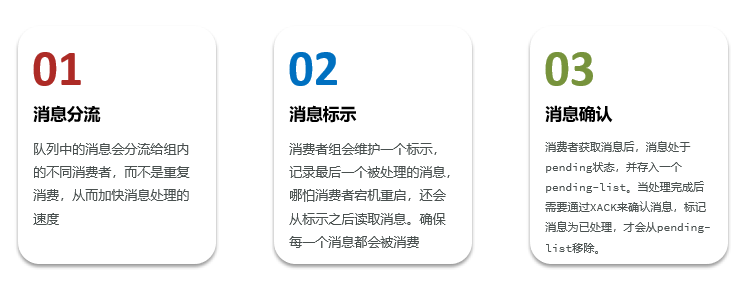 01
消息分流
队列中的消息会分流给组内
的不同消费者，而不是重复
消费，从而加快消息处理的
速度
02
消息标示
消费者组会维护一个标示，
记录最后一个被处理的消息，
哪怕消费者宕机重启，还会
从标示之后读取消息。确保
每一个消息都会被消费
03
消息确认
消费者获取消息后，消息处于
pending状态，并存入一个
pending-list。当处理完成后
需要通过XACK来确认消息，标记
消息为已处理，才会从pending-
list移除。